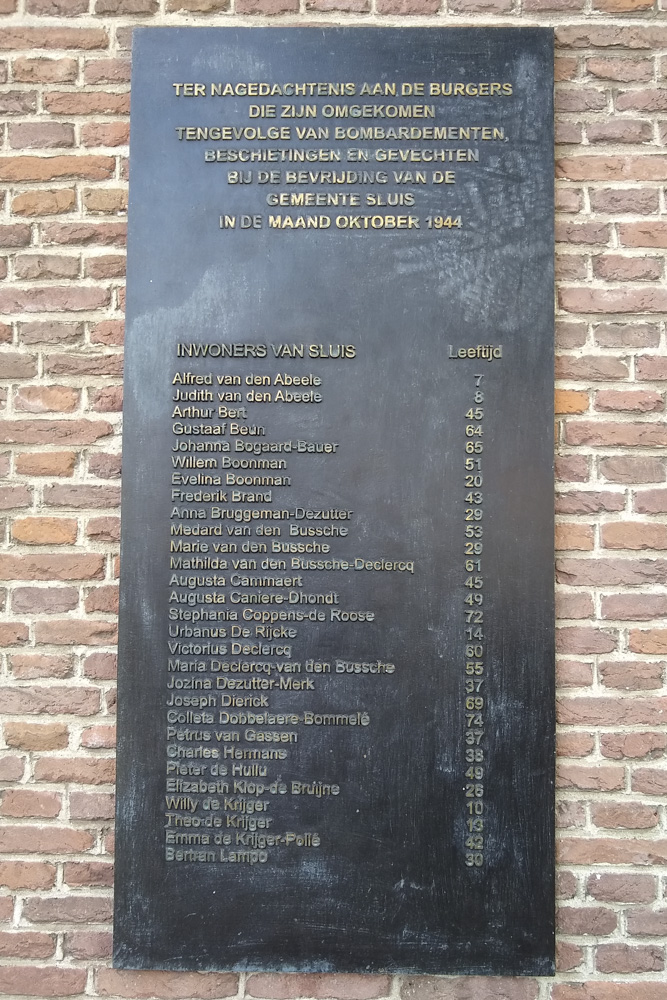 TER NAGEDACHTENIS AAN DE BURGERS
DIE ZIJN OMGEKOMEN
TENGEVOLGE VAN BOMBARDEMENTEN,
BESCHIETINGEN EN GEVECHTEN
BIJ DE BEVRIJDING VAN DE
GEMEENTE SLUIS
IN DE MAAND OKTOBER 1944
INWONERS VAN SLUIS Leeftijd
Alfred van den Abeele 7
Judith van den Abeele 8
Arthur Bert 45
Gustaaf Beun 64
Johanna Bogaard-Bauer 65
Willem Boonman 51
Evelina Boonman 20
Frederik Brand 43
Anna Bruggeman-Dezutter 29
Medard van den Bussche 53
Marie van den Bussche 29
Mathilda van den Bussche-Declercq 61
Augusta Cammaert 45
Augusta Caniere-Dhondt 49
Stephania Coppens-de Roose 72
Urbanus De Rijcke 14
Victorius Declercq 60
Maria Declercq-van den Bussche 55
Jozina Dezutter-Merk 37
Joseph Dierick 69
Colleta Dobbelaere-Bommelé 74
Petrus van Gassen 37
Charles Hermans 38
Pieter de Hullu 49
Elizabeth Klop-de Bruijne 26
Willy de Krijger 10
Theo de Krijger 13
Emma de Krijger-Pollé 42
Bertran Lampo 30